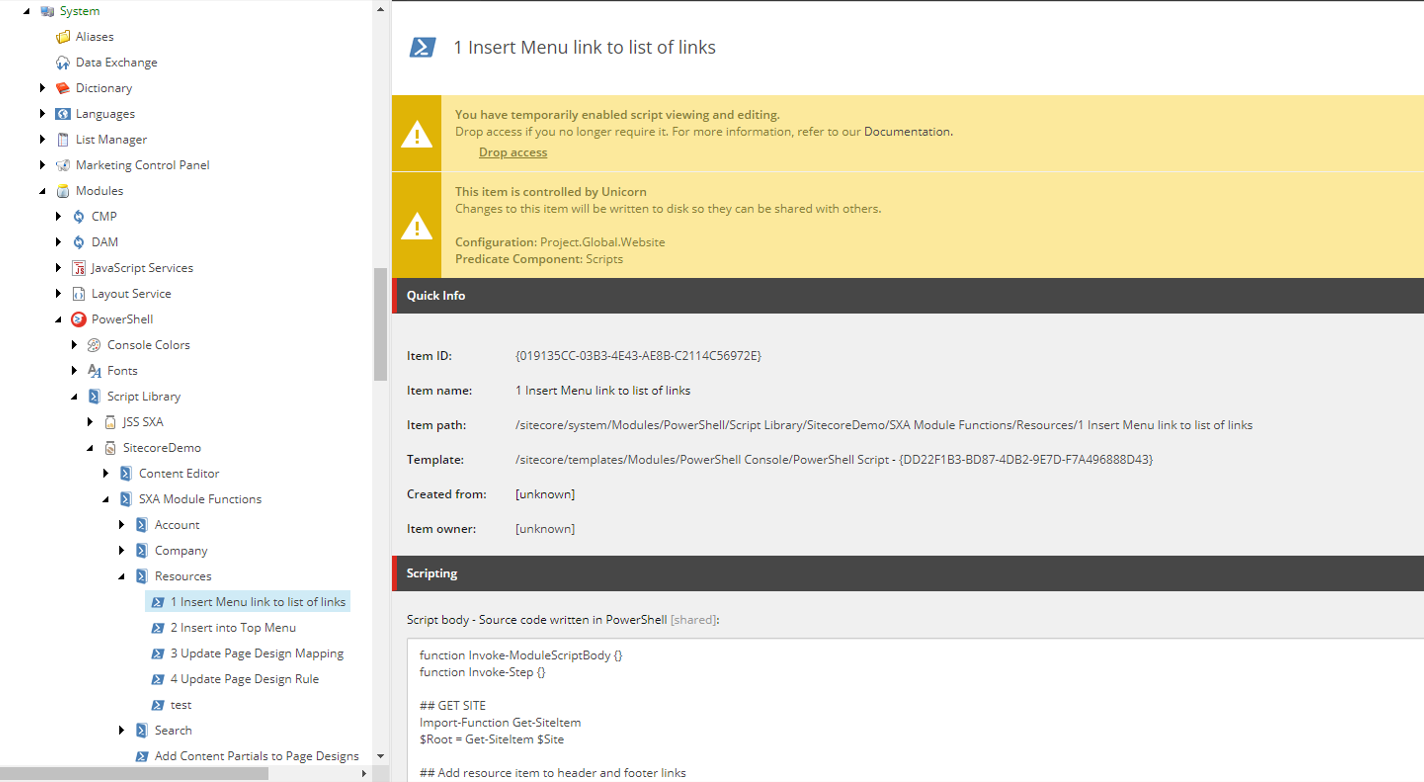 System
Aliases
Data Exchange
Dictionary
Languages
List Manager
Marketing Control Panel
Modules
CMP
DAM
JavaScript Services
Layout Service
PowerShell
Console Colors
Fonts
Script Library
JSS SXA
SitecoreDemo
Content Editor
SXA Module Functions
Account
Company
Resources
1 Insert Menu link to list of links
2 Insert into Top Menu
3 Update Page Design Mapping
4 Update Page Design Rule
test
Search
Add Content Partials to Page Designs
1 Insert Menu link to list of links
You have temporarily enabled script viewing and editing.
Drop access if you no longer require it. For more information, refer to our Documentation.
Drop access
This item is controlled by Unicorn
Changes to this item will be written to disk so they can be shared with others.
Configuration: Project.Global.Website
Predicate Component: Scripts
Quick Info
Item ID: {019135CC-03B3-4E43-AE8B-C2114C56972E}
Item name: 1 Insert Menu link to list of links
Item path: /sitecore/system/Modules/PowerShell/Script Library/SitecoreDemo/SXA Module Functions/Resources/1 Insert Menu link to list of links
Template: /sitecore/templates/Modules/PowerShell Console/PowerShell Script - {DD22F1B3-BD87-4DB2-9E7D-F7A496888D43}
Created from: [unknown]
Item owner: [unknown]
Scripting
Script body - Source code written in PowerShell [shared]:
function Invoke-ModuleScriptBody {}
function Invoke-Step {}
## GET SITE
Import-Function Get-SiteItem
$Root = Get-SiteItem $Site
## Add resource item to header and footer links